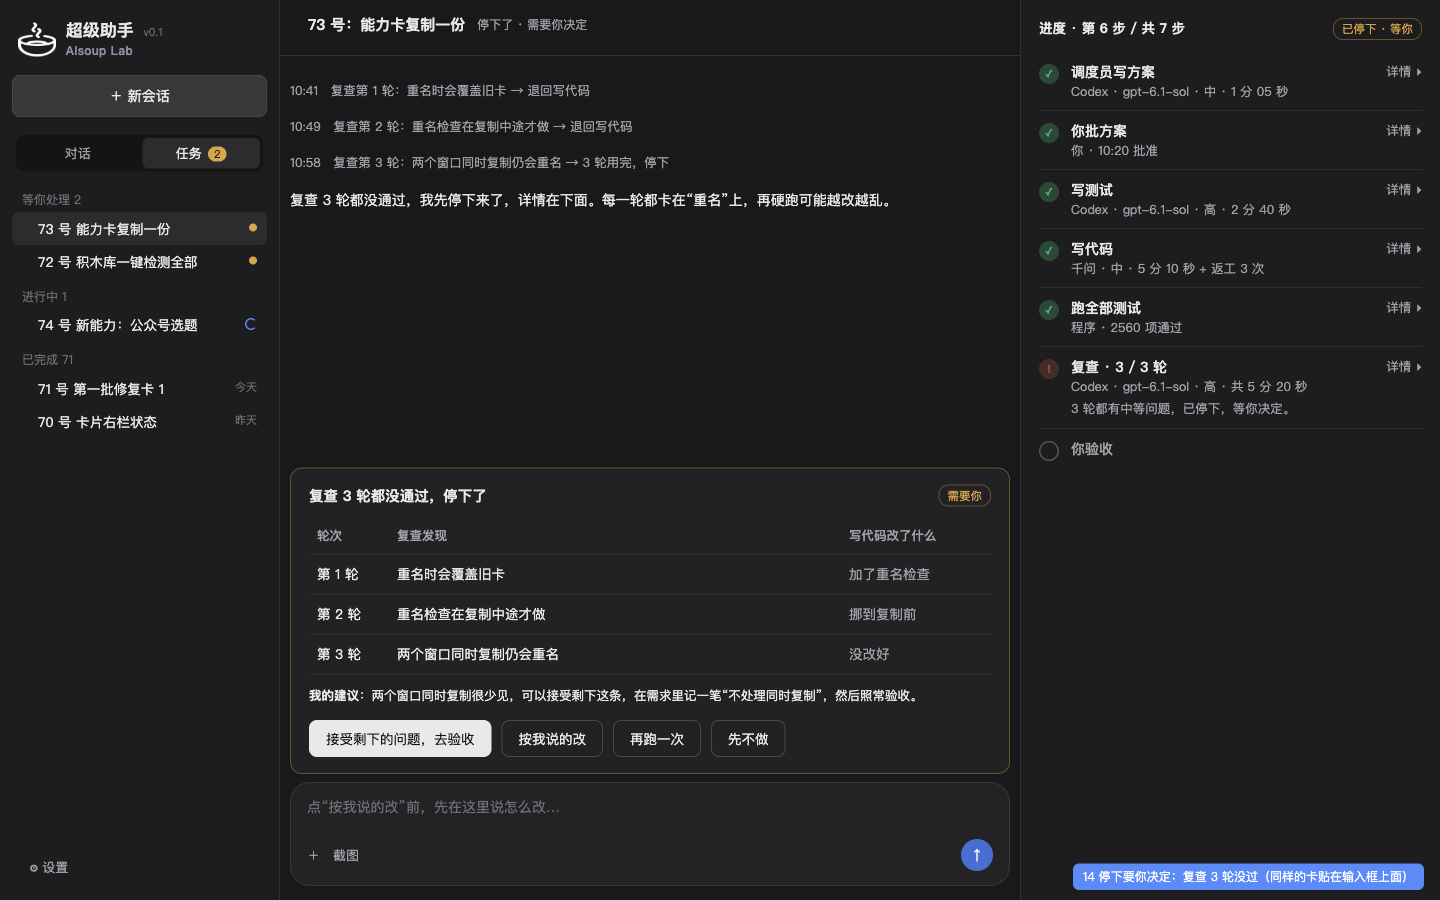 超级助手 v0.1
AIsoup Lab
+ 新会话
对话 任务 2
等你处理 2
73 号 能力卡复制一份
72 号 积木库一键检测全部
进行中 1
74 号 新能力：公众号选题
已完成 71
71 号 第一批修复卡 1 今天
70 号 卡片右栏状态 昨天
设置
73 号：能力卡复制一份 停下了 · 需要你决定
10:41 复查第 1 轮：重名时会覆盖旧卡 → 退回写代码
10:49 复查第 2 轮：重名检查在复制中途才做 → 退回写代码
10:58 复查第 3 轮：两个窗口同时复制仍会重名 → 3 轮用完，停下
复查 3 轮都没通过，我先停下来了，详情在下面。每一轮都卡在“重名”上，再硬跑可能越改越乱。
复查 3 轮都没通过，停下了 需要你
轮次 复查发现 写代码改了什么
第 1 轮 重名时会覆盖旧卡 加了重名检查
第 2 轮 重名检查在复制中途才做 挪到复制前
第 3 轮 两个窗口同时复制仍会重名 没改好
我的建议：两个窗口同时复制很少见，可以接受剩下这条，在需求里记一笔“不处理同时复制”，然后照常验收。
接受剩下的问题，去验收 按我说的改 再跑一次 先不做
点“按我说的改”前，先在这里说怎么改...
+ 截图 ↑
进度 · 第 6 步 / 共 7 步 已停下 · 等你
✓ 调度员写方案 详情
Codex · gpt-6.1-sol · 中 · 1 分 05 秒
✓ 你批方案 详情
你 · 10:20 批准
✓ 写测试 详情
Codex · gpt-6.1-sol · 高 · 2 分 40 秒
✓ 写代码 详情
千问 · 中 · 5 分 10 秒 + 返工 3 次
✓ 跑全部测试 详情
程序 · 2560 项通过
! 复查 · 3 / 3 轮 详情
Codex · gpt-6.1-sol · 高 · 共 5 分 20 秒
3 轮都有中等问题，已停下，等你决定。
你验收
14 停下要你决定：复查 3 轮没过（同样的卡贴在输入框上面）